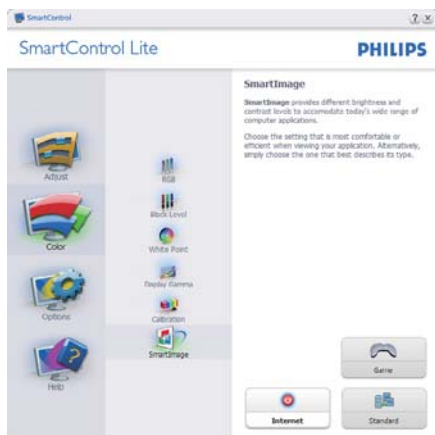 SmartControl
SmartControl Lite
PHILIPS
Adjust
Color
Options
Help
RGB
Black Level
White Point
Display Gamma
Calibration
SmartImage
SmartImage
SmartImage provides different brightness and
contrast levels to accomodate today's wide range of
computer applications.
Choose the setting that is most comfortable or
efficient when viewing your application. Alternatively,
simply choose the one that best describes its type.
Game
Internet
Standard